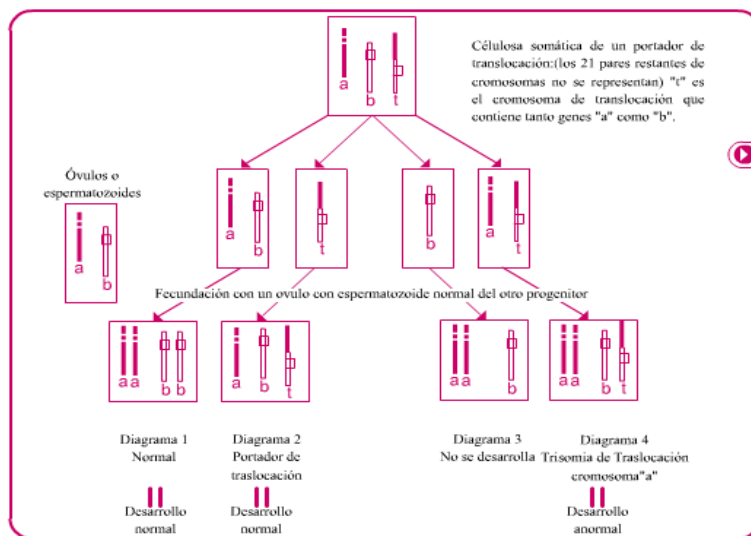 Célulosa somática de un portador de
translocación:(los 21 pares restantes de
cromosomas no se representan) "t" es
el cromosoma de translocación que
contiene tanto genes "a" como "b".
a
b
t
Óvulos o
espermatozoides
a
b
a
b
t
b
a
t
Fecundación con un ovulo con espermatozoide normal del otro progenitor
a a
b b
a
b
t
a a
b
a a
b
t
Diagrama 1
Normal
Diagrama 2
Portador de
traslocación
Diagrama 3
No se desarrolla
Diagrama 4
Trisomia de Traslocación
cromosoma"a"
Desarrollo
normal
Desarrollo
normal
Desarrollo
anormal